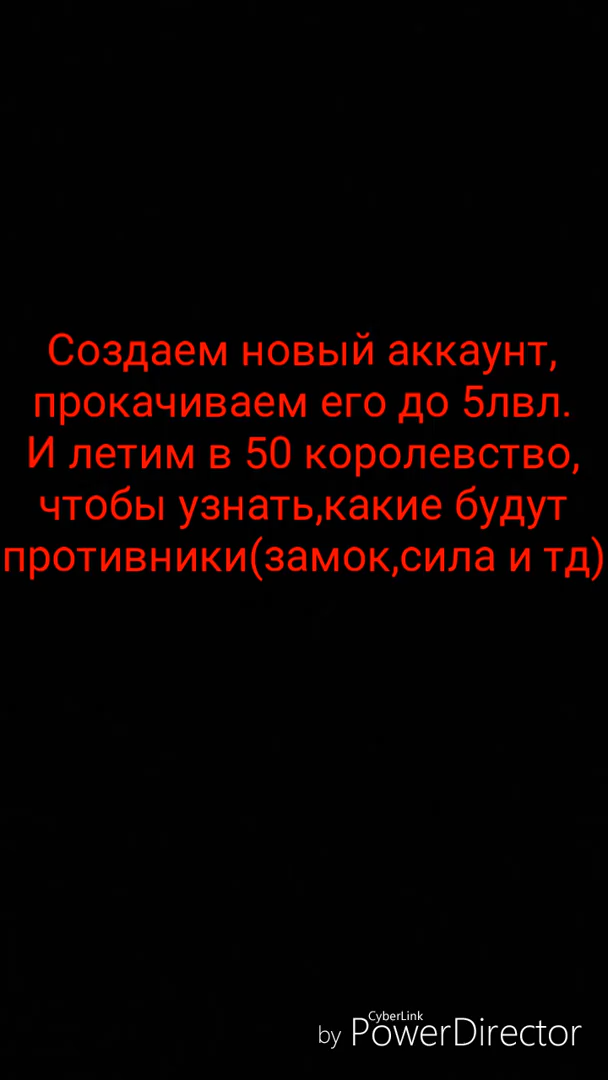 Создаем новый аккаунт,
прокачиваем его до 5лвл.
И летим в 50 королевство,
чтобы узнать,какие будут
противники(замок,сила и тд)
CyberLink
by PowerDirector